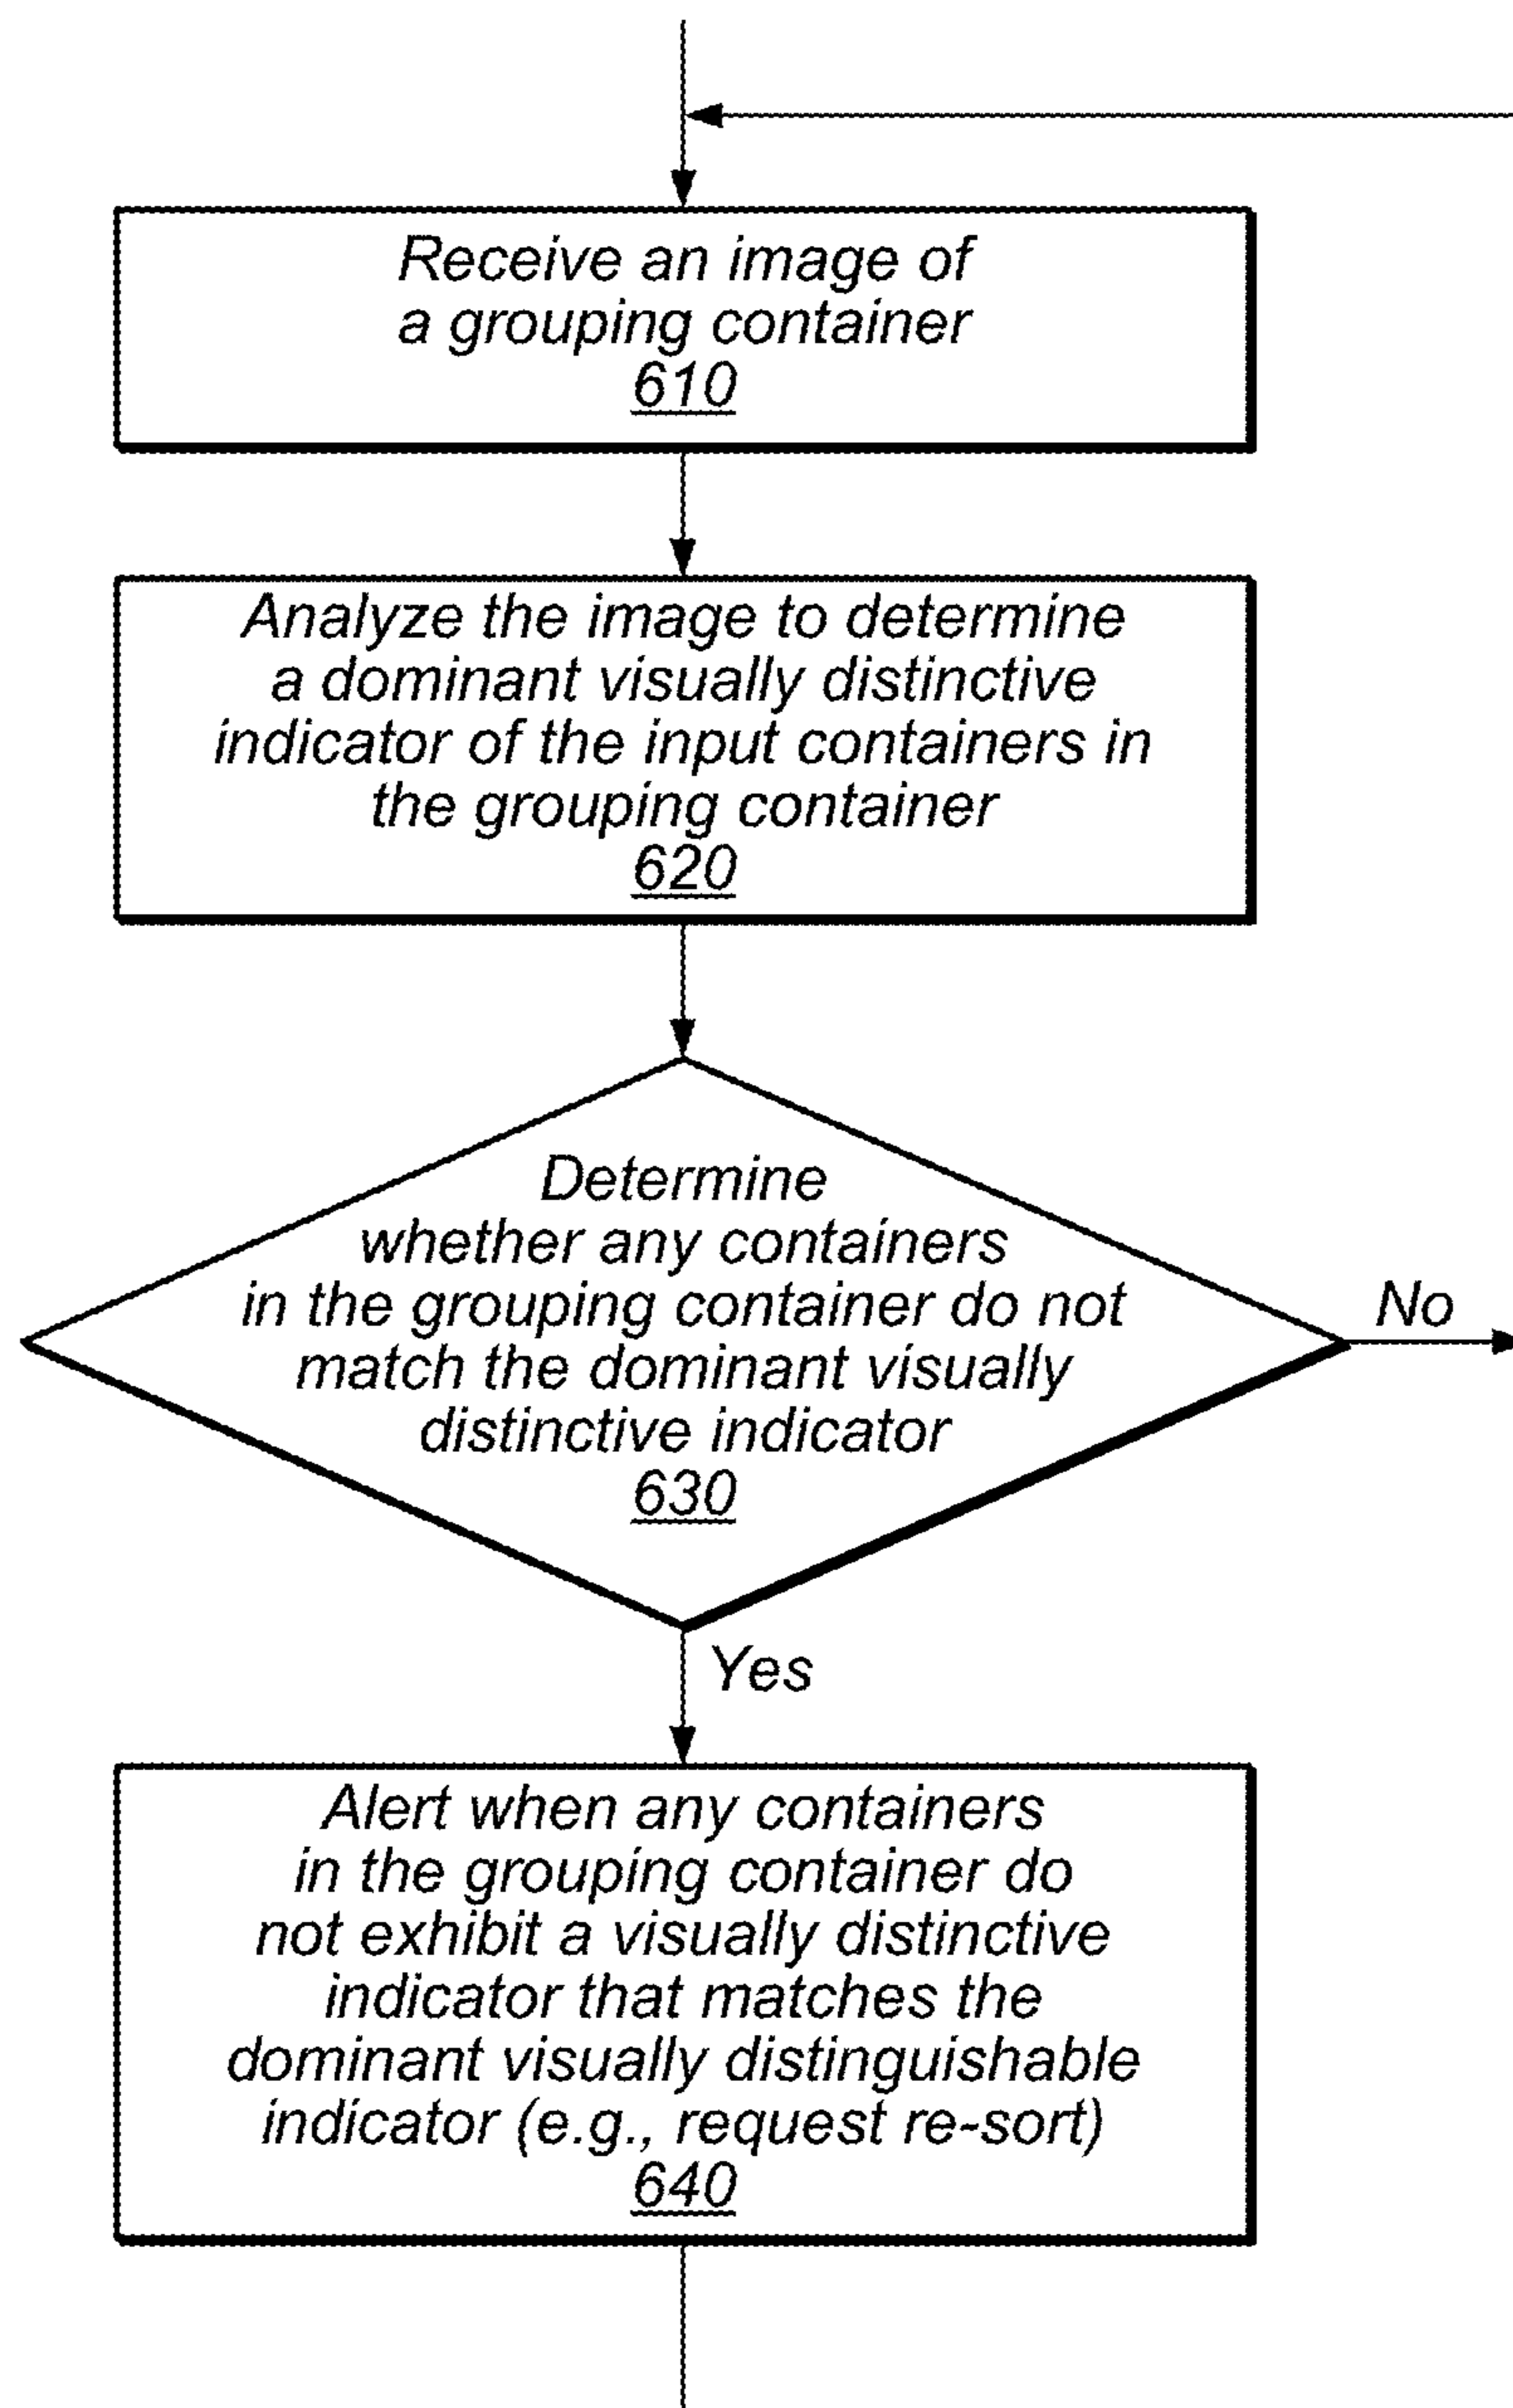 Receive an image of
a grouping container
610
Analyze the image to determine
a dominant visually distinctive
indicator of the input containers in
the grouping container
620
Determine
whether any containers
in the grouping container do not
match the dominant visually
distinctive indicator
630
No
Yes
Alert when any containers
in the grouping container do
not exhibit a visually distinctive
indicator that matches the
dominant visually distinguishable
indicator (e.g., request re-sort)
640